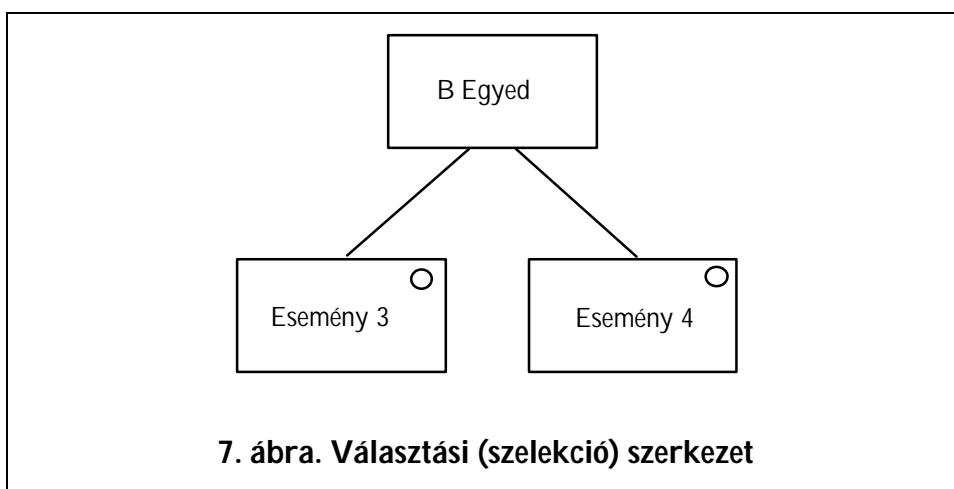 B Egyed
Esemény 3
Esemény 4
7. ábra. Választási (szelekció) szerkezet